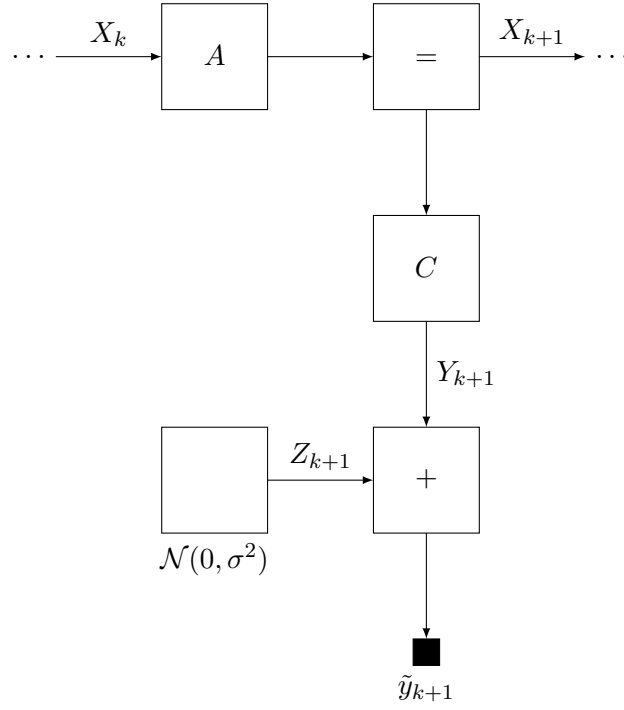 … X_k A = X_{k+1} …
C
Y_{k+1}
Z_{k+1} +
𝒩(0, σ²)
ỹ_{k+1}